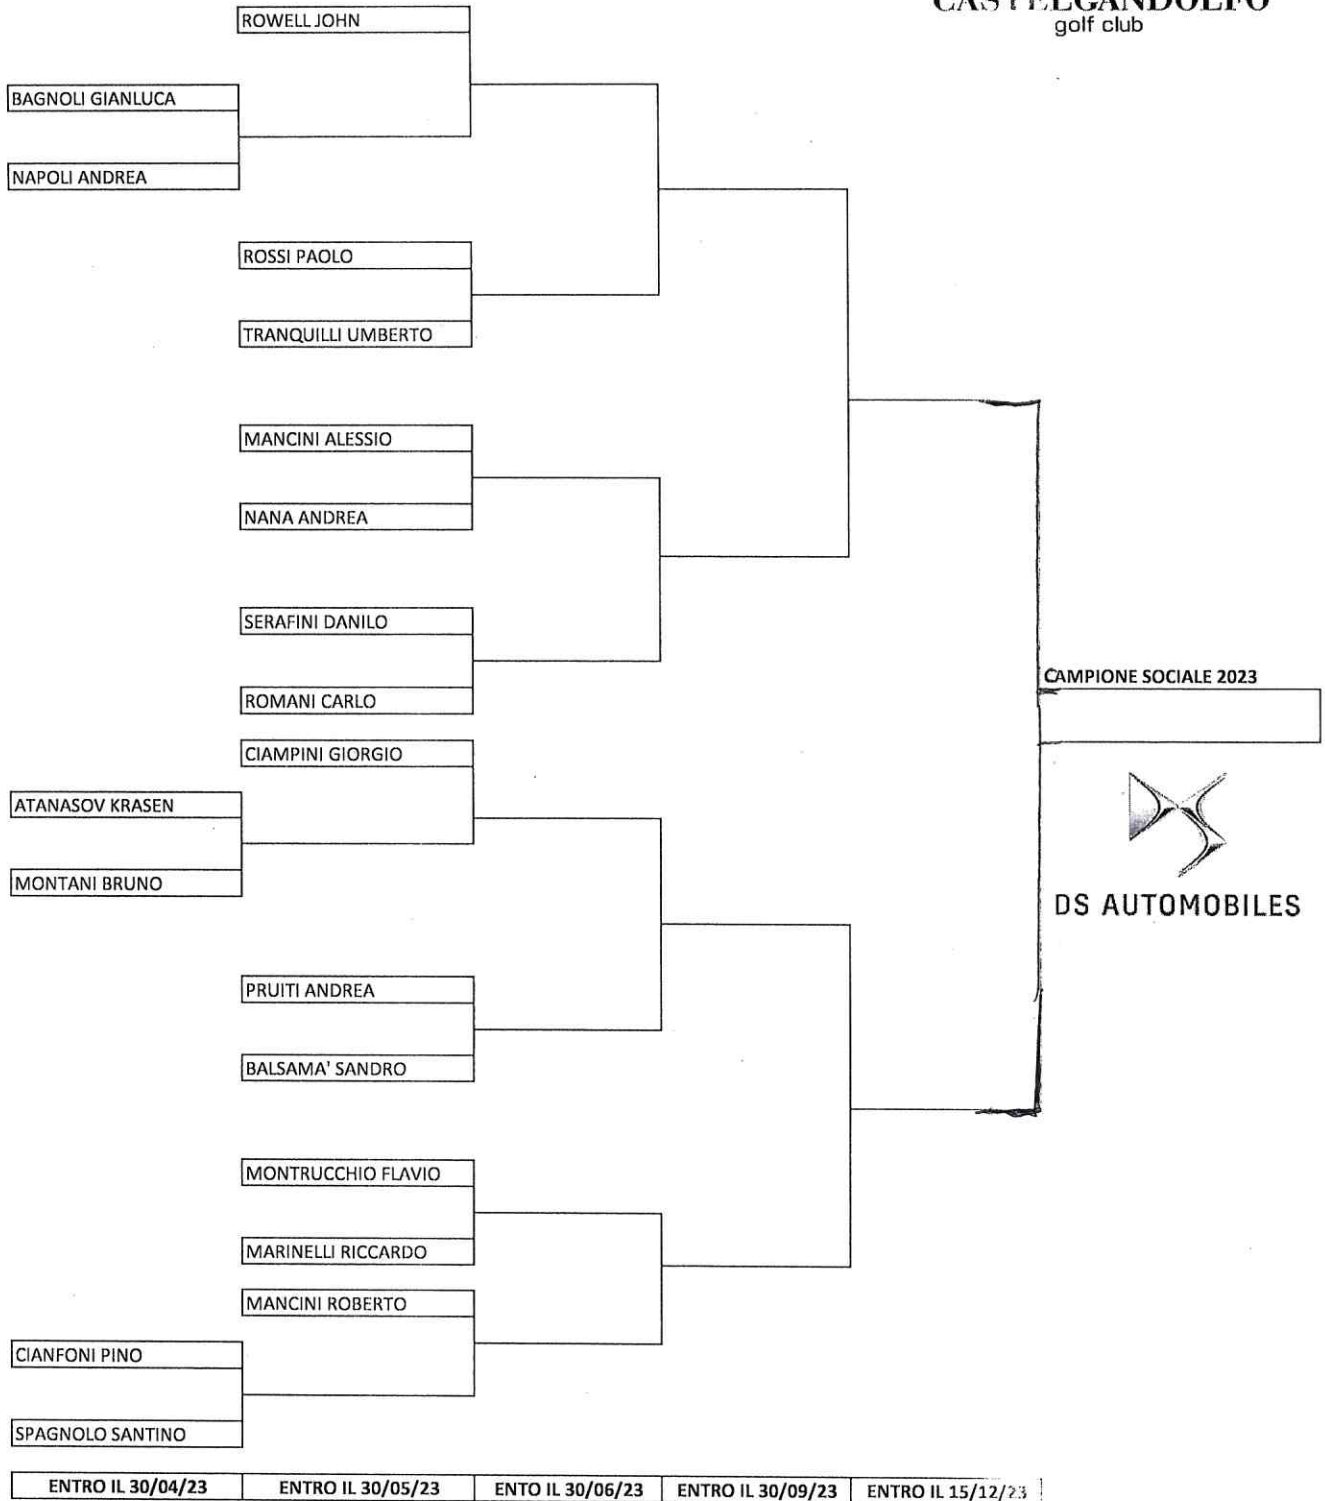 CASTELGANDOLFO
golf club
ROWELL JOHN
BAGNOLI GIANLUCA
NAPOLI ANDREA
ROSSI PAOLO
TRANQUILLI UMBERTO
MANCINI ALESSIO
NANA ANDREA
SERAFINI DANILO
ROMANI CARLO
CAMPIONE SOCIALE 2023
CIAMPINI GIORGIO
ATANASOV KRASEN
MONTANI BRUNO
DS AUTOMOBILES
PRUITI ANDREA
BALSAMA' SANDRO
MONTRUCCHIO FLAVIO
MARINELLI RICCARDO
MANCINI ROBERTO
CIANFONI PINO
SPAGNOLO SANTINO
ENTRO IL 30/04/23 ENTRO IL 30/05/23 ENTO IL 30/06/23 ENTRO IL 30/09/23 ENTRO IL 15/12/23